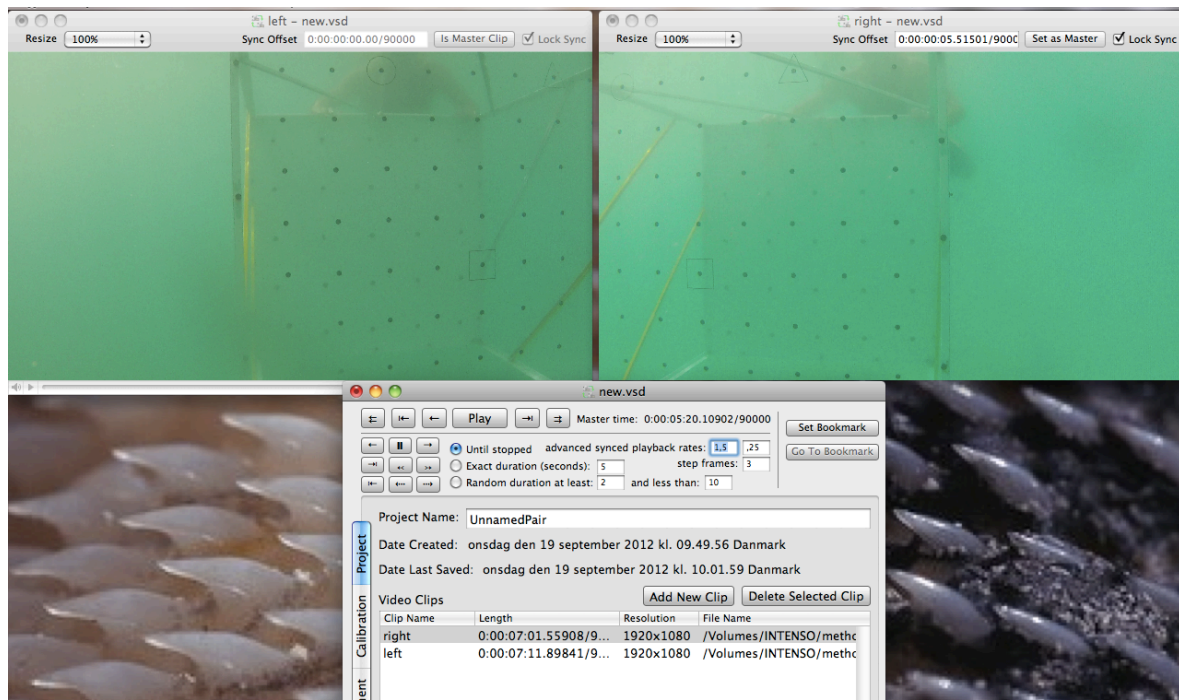 left – new.vsd
Resize 100% Sync Offset 0:00:00:00.00/90000 Is Master Clip Lock Sync
right – new.vsd
Resize 100% Sync Offset 0:00:00:05.51501/9000 Set as Master Lock Sync
new.vsd
Play Master time: 0:00:05:20.10902/90000
Set Bookmark
Until stopped advanced synced playback rates: 1,5 ,25
Go To Bookmark
Exact duration (seconds): 5 step frames: 3
Random duration at least: 2 and less than: 10
Project Name: UnnamedPair
Date Created: onsdag den 19 september 2012 kl. 09.49.56 Danmark
Date Last Saved: onsdag den 19 september 2012 kl. 10.01.59 Danmark
Video Clips Add New Clip Delete Selected Clip
Clip Name Length Resolution File Name
right 0:00:07:01.55908/9... 1920x1080 /Volumes/INTENSO/metho
left 0:00:07:11.89841/9... 1920x1080 /Volumes/INTENSO/metho
Project
Calibration